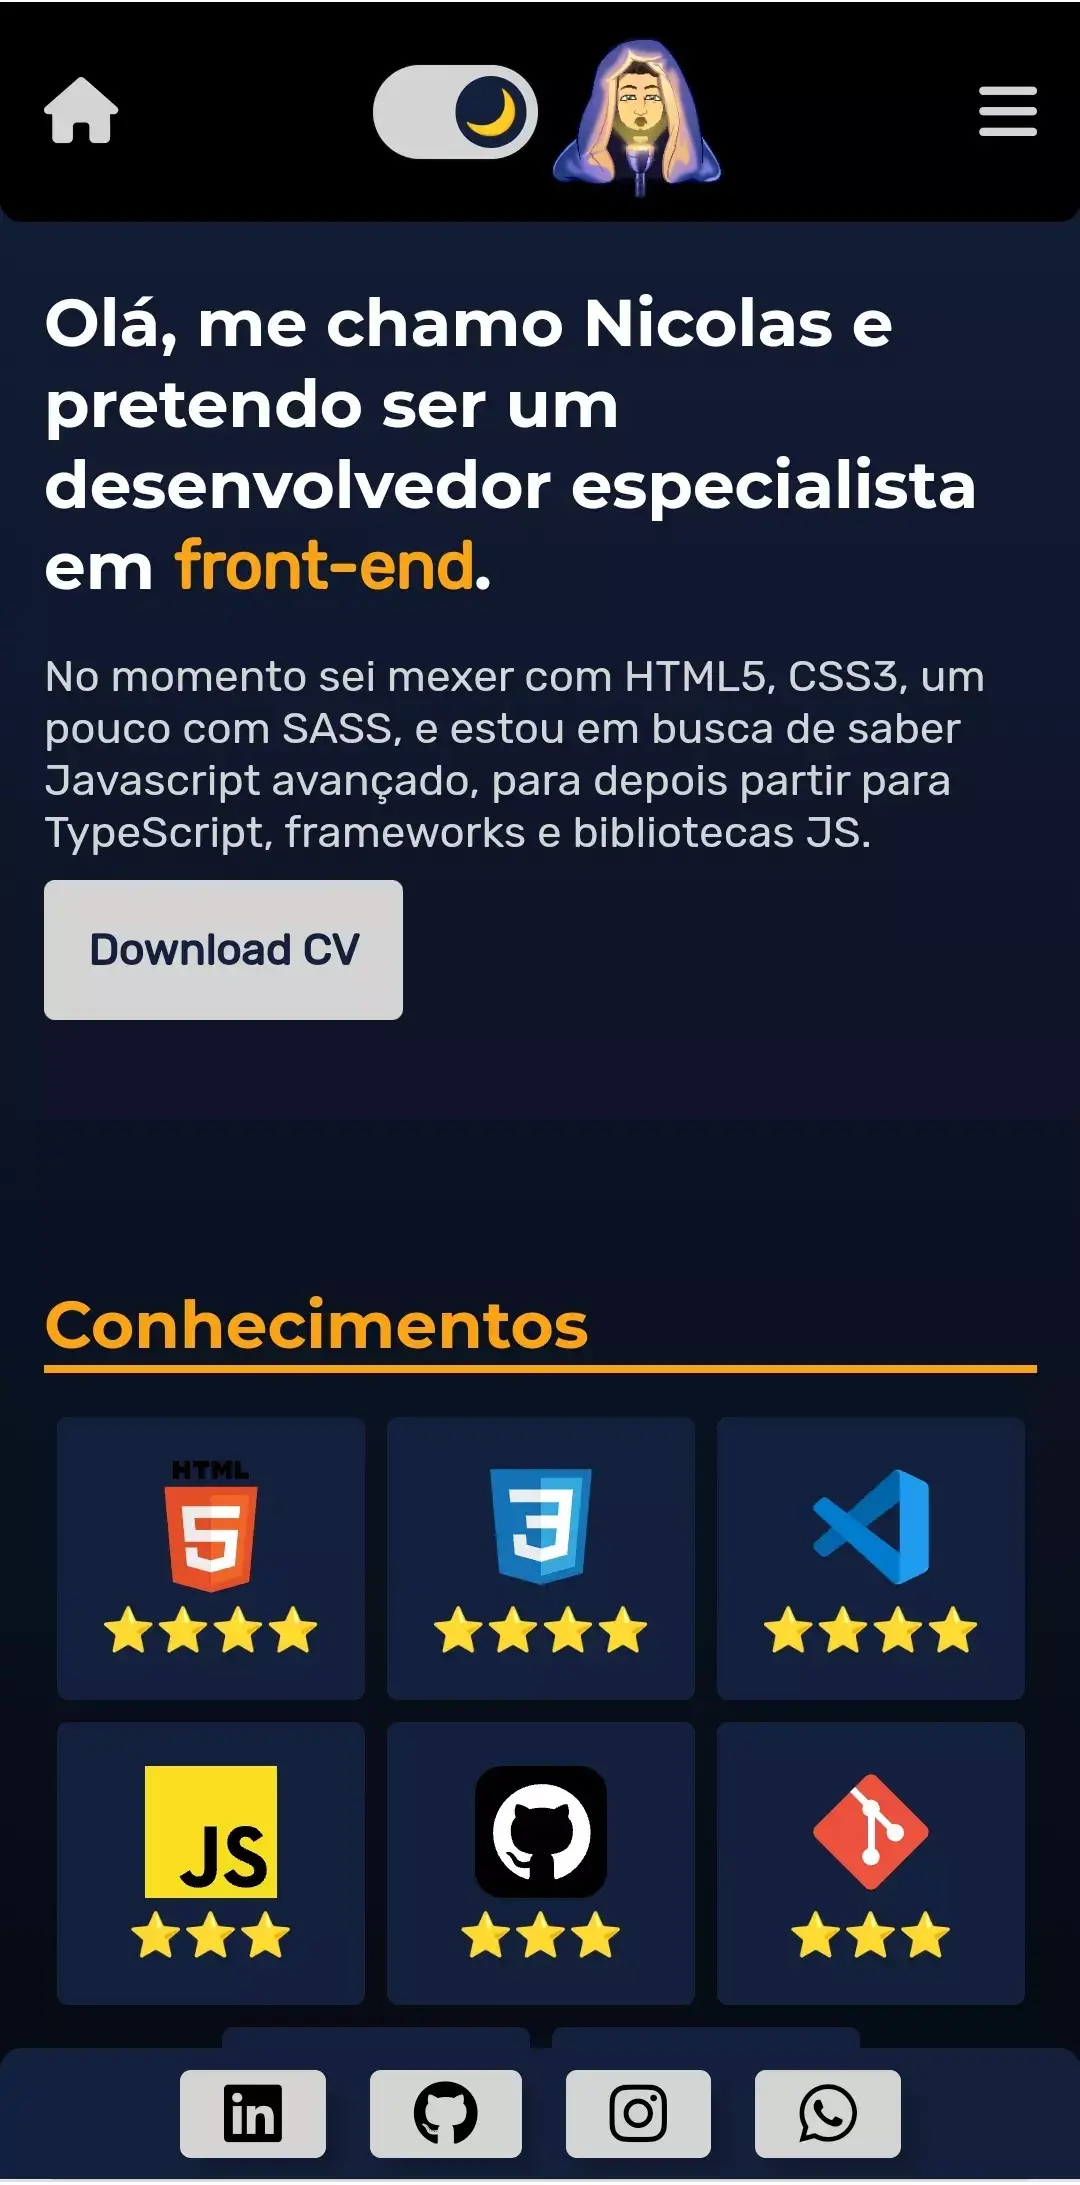 Olá, me chamo Nicolas e
pretendo ser um
desenvolvedor especialista
em front-end.
No momento sei mexer com HTML5, CSS3, um
pouco com SASS, e estou em busca de saber
Javascript avançado, para depois partir para
TypeScript, frameworks e bibliotecas JS.
Download CV
Conhecimentos
HTML
5
3
JS
in